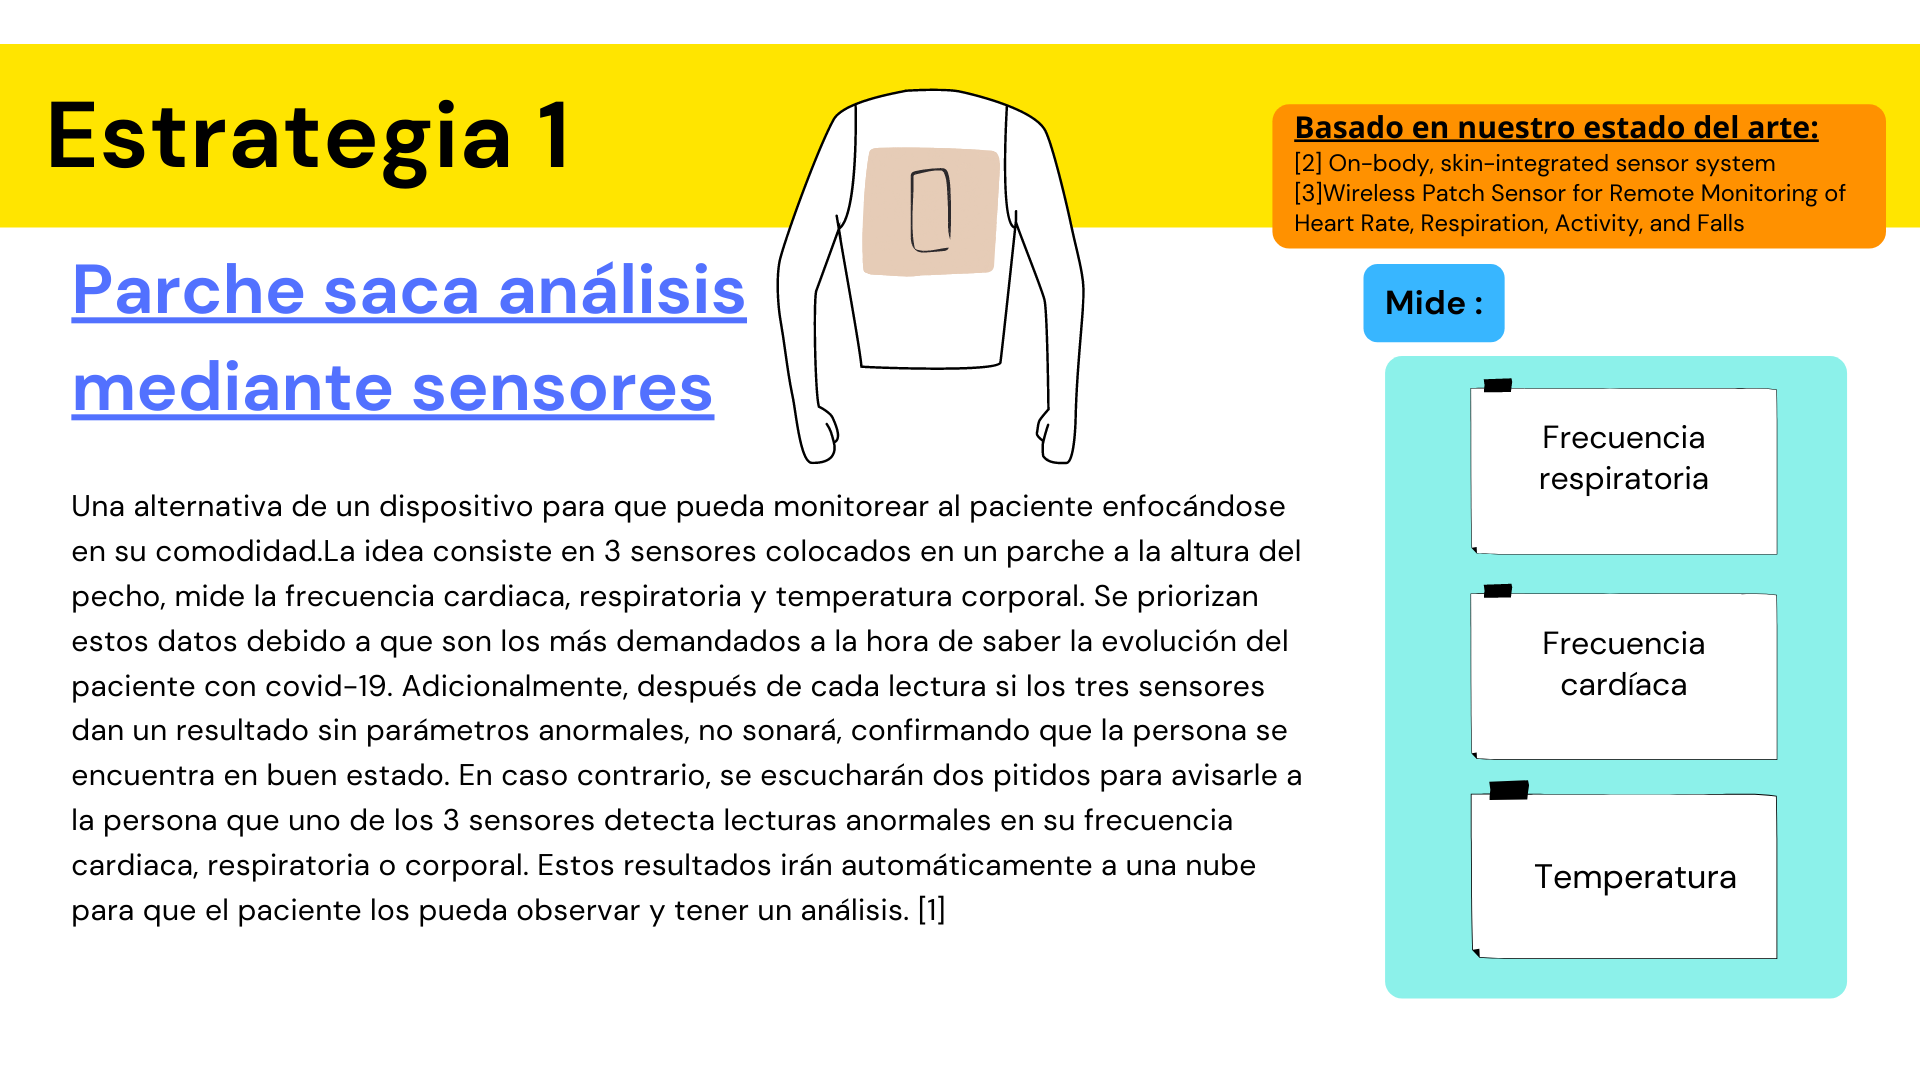 Estrategia 1
Basado en nuestro estado del arte:
[2] On-body, skin-integrated sensor system
[3]Wireless Patch Sensor for Remote Monitoring of
Heart Rate, Respiration, Activity, and Falls
Parche saca análisis
mediante sensores
Una alternativa de un dispositivo para que pueda monitorear al paciente enfocándose
en su comodidad.La idea consiste en 3 sensores colocados en un parche a la altura del
pecho, mide la frecuencia cardiaca, respiratoria y temperatura corporal. Se priorizan
estos datos debido a que son los más demandados a la hora de saber la evolución del
paciente con covid-19. Adicionalmente, después de cada lectura si los tres sensores
dan un resultado sin parámetros anormales, no sonará, confirmando que la persona se
encuentra en buen estado. En caso contrario, se escucharán dos pitidos para avisarle a
la persona que uno de los 3 sensores detecta lecturas anormales en su frecuencia
cardiaca, respiratoria o corporal. Estos resultados irán automáticamente a una nube
para que el paciente los pueda observar y tener un análisis. [1]
Mide :
Frecuencia
respiratoria
Frecuencia
cardíaca
Temperatura